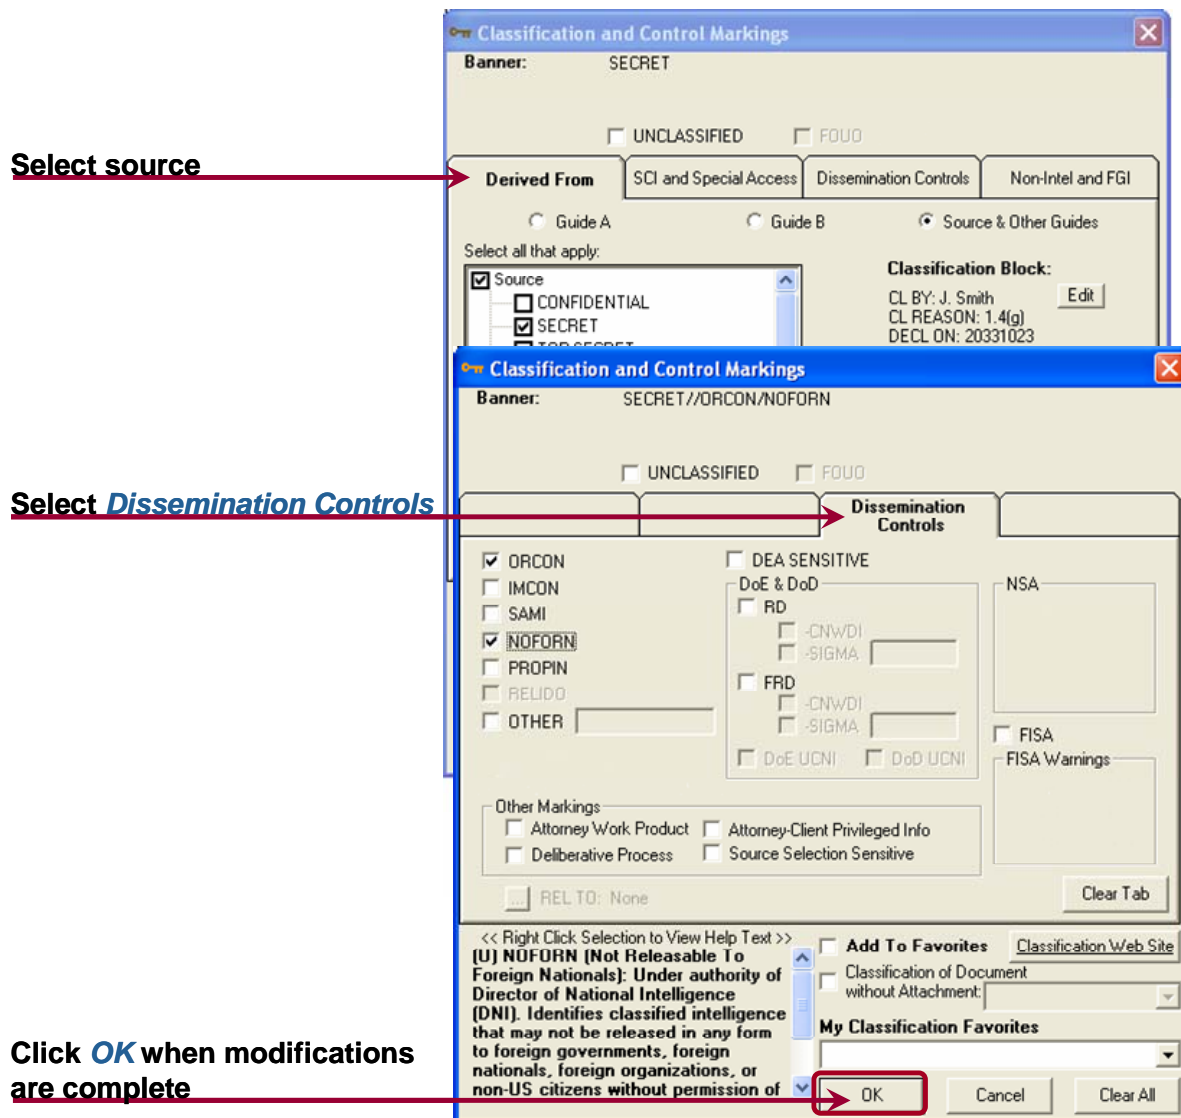 Classification and Control Markings
Banner: SECRET
UNCLASSIFIED FOUO
Select source
Derived From SCI and Special Access Dissemination Controls Non-Intel and FGI
Guide A Guide B Source & Other Guides
Select all that apply:
Source
CONFIDENTIAL
SECRET
TOP SECRET
Classification Block:
CL BY: J. Smith Edit
CL REASON: 1.4(g)
DECL ON: 20331023
Classification and Control Markings
Banner: SECRET//ORCON/NOFORN
UNCLASSIFIED FOUO
Select Dissemination Controls
Dissemination
Controls
ORCON
IMCON
SAMI
NOFORN
PROPIN
RELIDO
OTHER
DEA SENSITIVE
DoE & DoD
RD
-CNWDI
-SIGMA
FRD
-CNWDI
-SIGMA
DoE UCNI DoD UCNI
NSA
FISA
FISA Warnings
Other Markings
Attorney Work Product Attorney-Client Privileged Info
Deliberative Process Source Selection Sensitive
... REL TO: None
Clear Tab
<< Right Click Selection to View Help Text >>
(U) NOFORN (Not Releasable To
Foreign Nationals): Under authority of
Director of National Intelligence
(DNI). Identifies classified intelligence
that may not be released in any form
to foreign governments, foreign
nationals, foreign organizations, or
non-US citizens without permission of
Add To Favorites Classification Web Site
Classification of Document
without Attachment:
My Classification Favorites
Click OK when modifications
are complete
OK Cancel Clear All